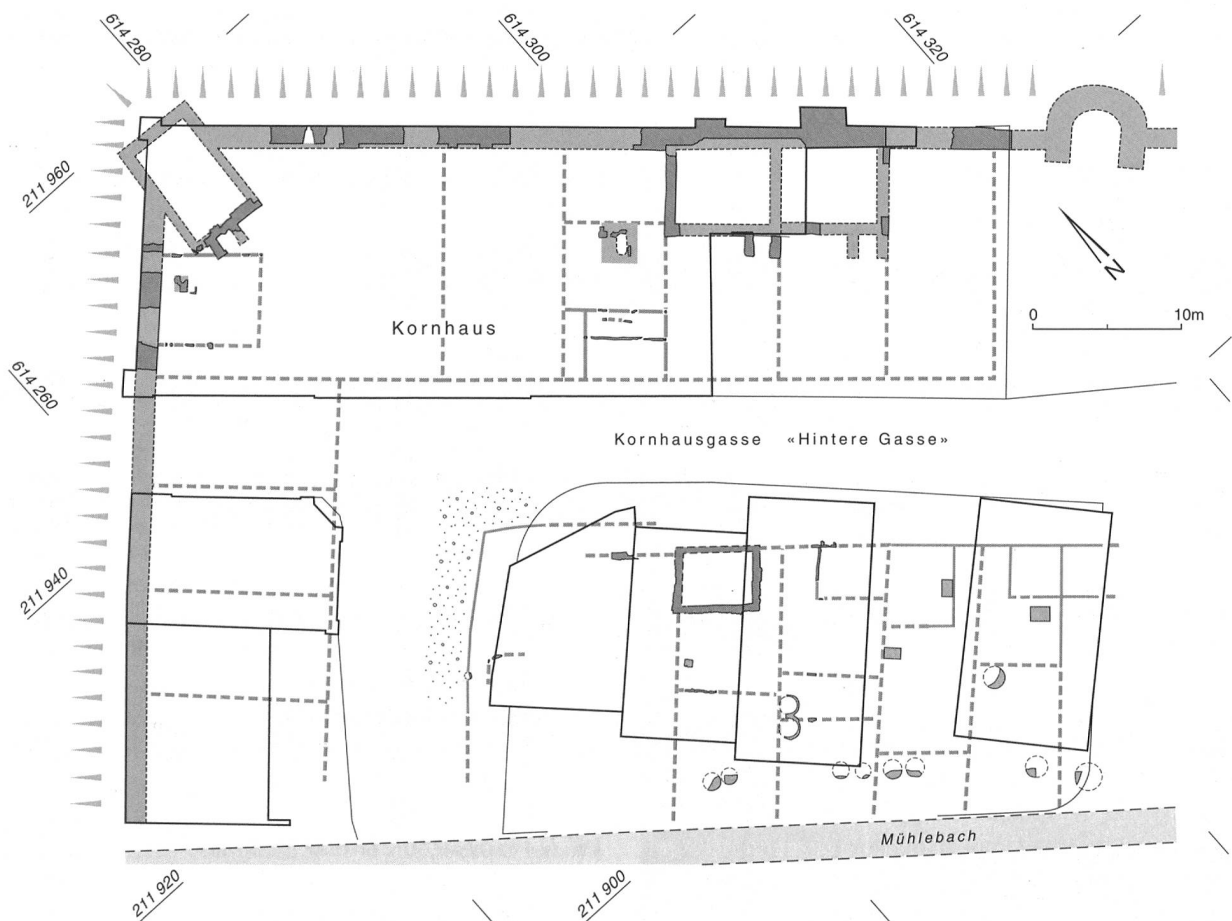 614 280
614 300
614 320
211 960
N
0 10m
Kornhaus
614 260
Kornhausgasse «Hintere Gasse»
211 940
Mühlebach
211 920
211 900